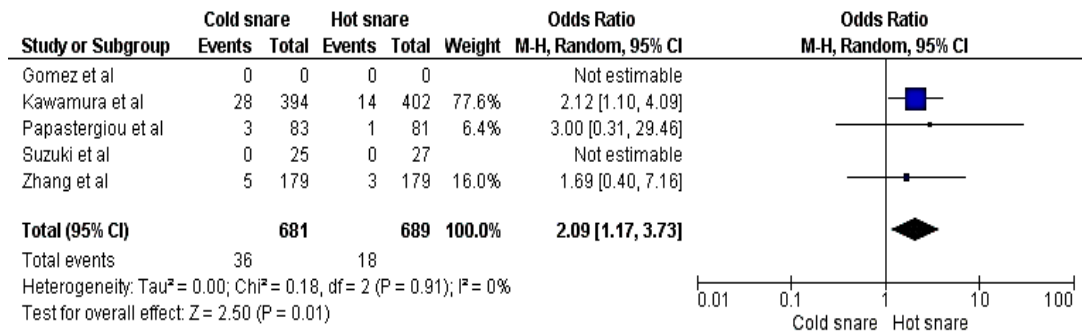 Cold snare Hot snare Odds Ratio Odds Ratio
Study or Subgroup Events Total Events Total Weight M-H, Random, 95% CI M-H, Random, 95% CI
Gomez et al 0 0 0 0 Not estimable
Kawamura et al 28 394 14 402 77.6% 2.12 [1.10, 4.09]
Papastergiou et al 3 83 1 81 6.4% 3.00 [0.31, 29.46]
Suzuki et al 0 25 0 27 Not estimable
Zhang et al 5 179 3 179 16.0% 1.69 [0.40, 7.16]
Total (95% CI) 681 689 100.0% 2.09 [1.17, 3.73]
Total events 36 18
Heterogeneity: Tau² = 0.00; Chi² = 0.18, df = 2 (P = 0.91); I² = 0%
Test for overall effect: Z = 2.50 (P = 0.01)
0.01 0.1 1 10 100
Cold snare Hot snare